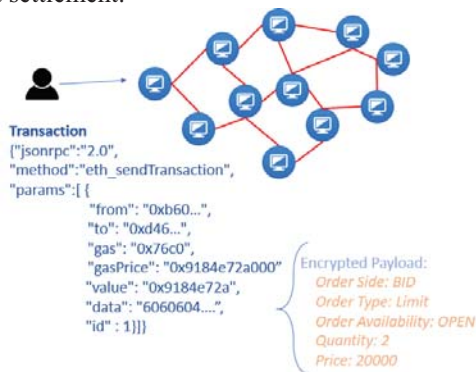 settlement.
Transaction
{"jsonrpc":"2.0",
"method":"eth_sendTransaction",
"params":[ {
"from": "0xb60...",
"to": "0xd46...",
"gas": "0x76c0",
"gasPrice": "0x9184e72a000"
"value": "0x9184e72a",
"data": "6060604....",
"id" : 1}]}
Encrypted Payload:
Order Side: BID
Order Type: Limit
Order Availability: OPEN
Quantity: 2
Price: 20000